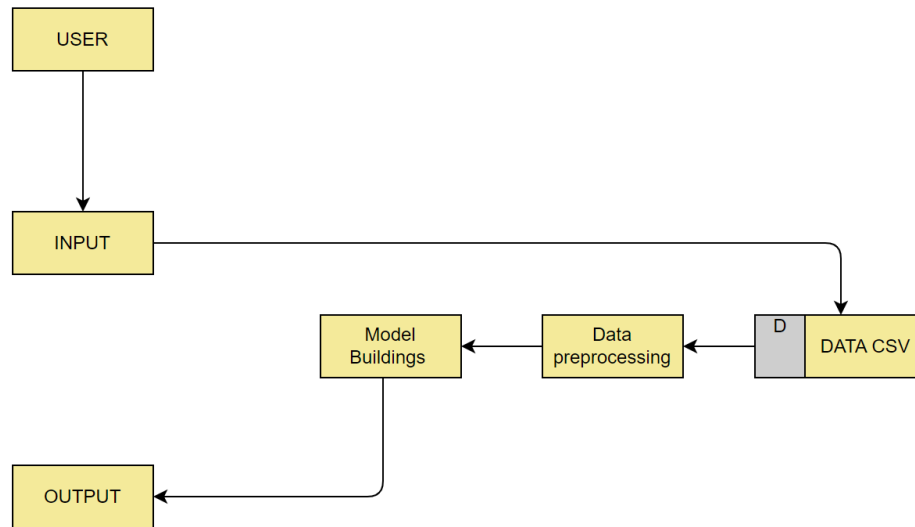 USER
INPUT
Model
Buildings
Data
preprocessing
D
DATA CSV
OUTPUT